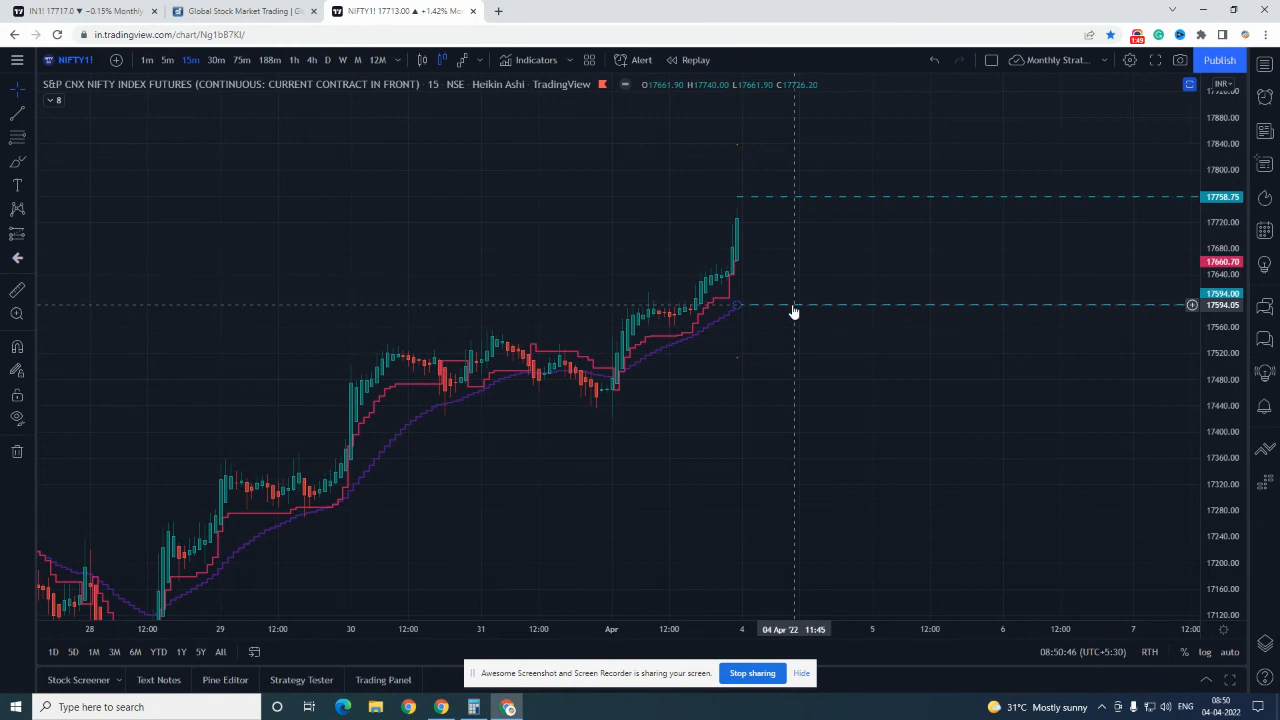 IN1! 17717.0 ▼ −0.15% Monthly
Global Stock Market Trading | Gl
NIFTY1! 17713.00 ▲ +1.42% Mo
in.tradingview.com/chart/Ng1bB7Kl/
1:49
NIFTY1! 1m 5m 15m 30m 75m 188m 1h 4h D W M 12M Indicators Alert Replay Monthly Strat... Publish
S&P CNX NIFTY INDEX FUTURES (CONTINUOUS: CURRENT CONTRACT IN FRONT) · 15 · NSE · Heikin Ashi · TradingView O17661.90 H17740.00 L17661.90 C17726.20 INR
8
17920.00
17880.00
17840.00
17800.00
17758.75
17720.00
17680.00
17660.70
17640.00
17594.00
17594.05
17560.00
17520.00
17480.00
17440.00
17400.00
17360.00
17320.00
17280.00
17240.00
17200.00
17160.00
17120.00
28 12:00 29 12:00 30 12:00 31 12:00 Apr 12:00 4 04 Apr '22 11:45 5 12:00 6 12:00 7 12:00
1D 5D 1M 3M 6M YTD 1Y 5Y All 08:50:46 (UTC+5:30) RTH % log auto
Awesome Screenshot and Screen Recorder is sharing your screen. Stop sharing Hide
Stock Screener Text Notes Pine Editor Strategy Tester Trading Panel
Type here to search 31°C Mostly sunny ENG 08:50
04-04-2022